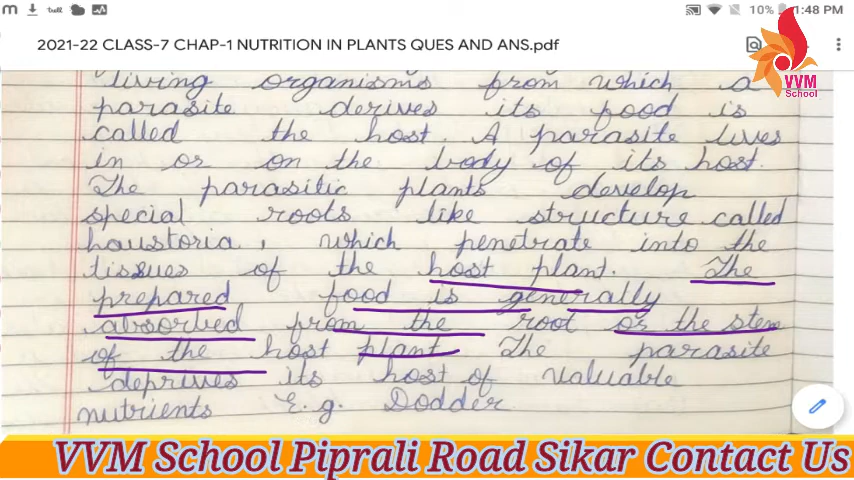 1:48 PM
10%
2021-22 CLASS-7 CHAP-1 NUTRITION IN PLANTS QUES AND ANS.pdf
VVM
School
living organisms from which a
parasite derives its food is
called the host. A parasite lives
in or on the body of its host.
The parasitic plants develop
special roots like structure called
haustoria, which penetrate into the
tissues of the host plant. The
prepared food is generally
absorbed from the root or the stem
of the host plant. The parasite
deprives its host of valuable
nutrients E.g. Dodder
VVM School Piprali Road Sikar Contact Us